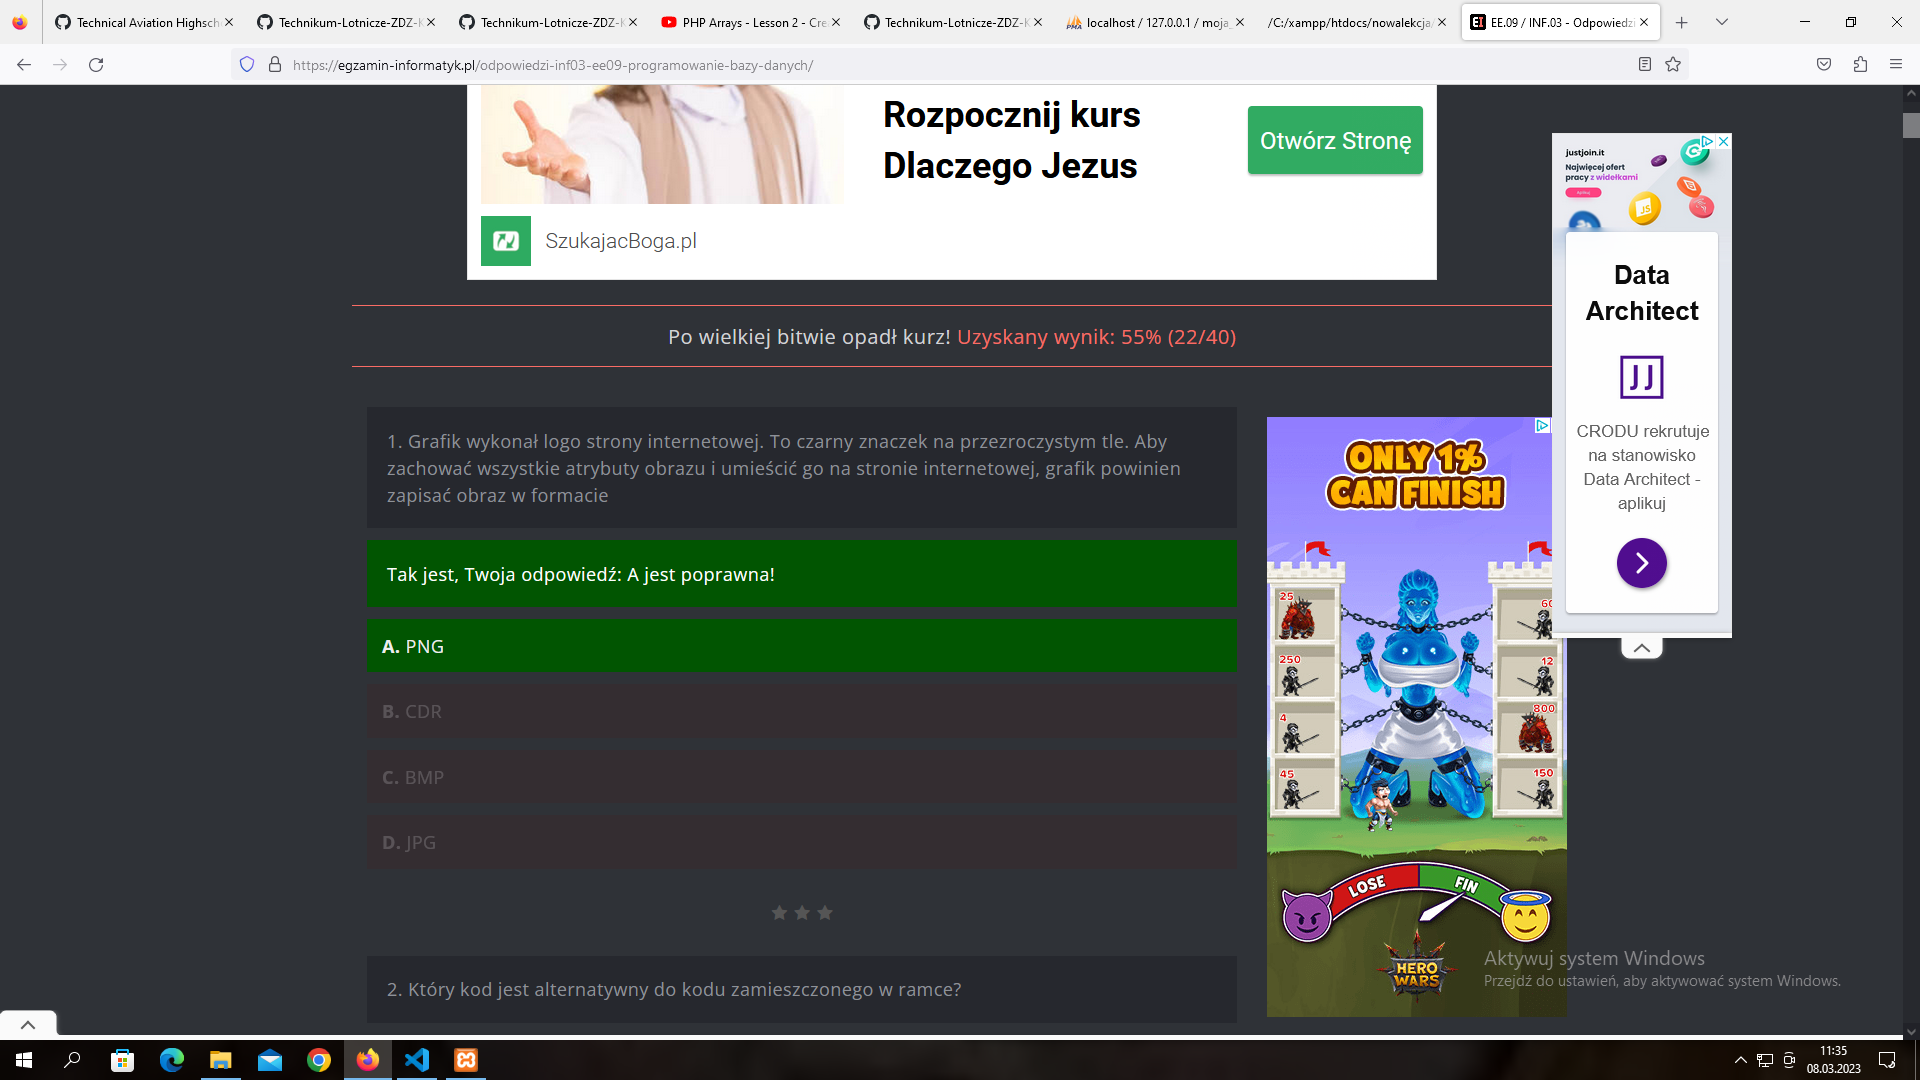 Technical Aviation Highsch
Technikum-Lotnicze-ZDZ-K
Technikum-Lotnicze-ZDZ-K
PHP Arrays - Lesson 2 - Cre
Technikum-Lotnicze-ZDZ-K
localhost / 127.0.0.1 / moja_
/C:/xampp/htdocs/nowalekcja/
EE.09 / INF.03 - Odpowiedzi
https://egzamin-informatyk.pl/odpowiedzi-inf03-ee09-programowanie-bazy-danych/
Rozpocznij kurs
Dlaczego Jezus
Otwórz Stronę
SzukajacBoga.pl
justjoin.it
Najwięcej ofert
pracy z widełkami
JS
Data
Architect
JJ
CRODU rekrutuje
na stanowisko
Data Architect -
aplikuj
Po wielkiej bitwie opadł kurz! Uzyskany wynik: 55% (22/40)
1. Grafik wykonał logo strony internetowej. To czarny znaczek na przezroczystym tle. Aby
zachować wszystkie atrybuty obrazu i umieścić go na stronie internetowej, grafik powinien
zapisać obraz w formacie
Tak jest, Twoja odpowiedź: A jest poprawna!
A. PNG
B. CDR
C. BMP
D. JPG
2. Który kod jest alternatywny do kodu zamieszczonego w ramce?
ONLY 1%
CAN FINISH
25
60
250
12
4
800
45
150
LOSE
FIN
HERO
WARS
Aktywuj system Windows
Przejdź do ustawień, aby aktywować system Windows.
11:35
08.03.2023